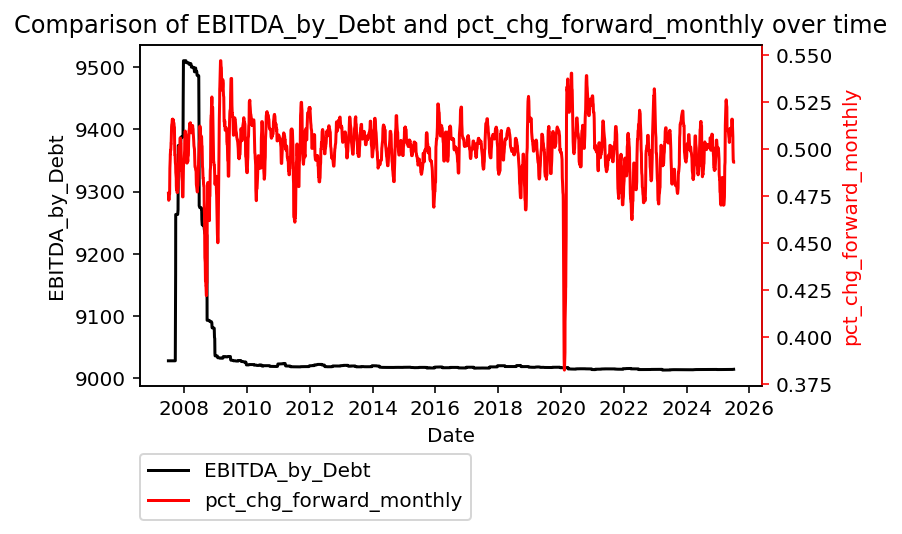 Comparison of EBITDA_by_Debt and pct_chg_forward_monthly over time
EBITDA_by_Debt
9500
9400
9300
9200
9100
9000
0.550
0.525
0.500
0.475
0.450
0.425
0.400
0.375
pct_chg_forward_monthly
2008 2010 2012 2014 2016 2018 2020 2022 2024 2026
Date
EBITDA_by_Debt
pct_chg_forward_monthly